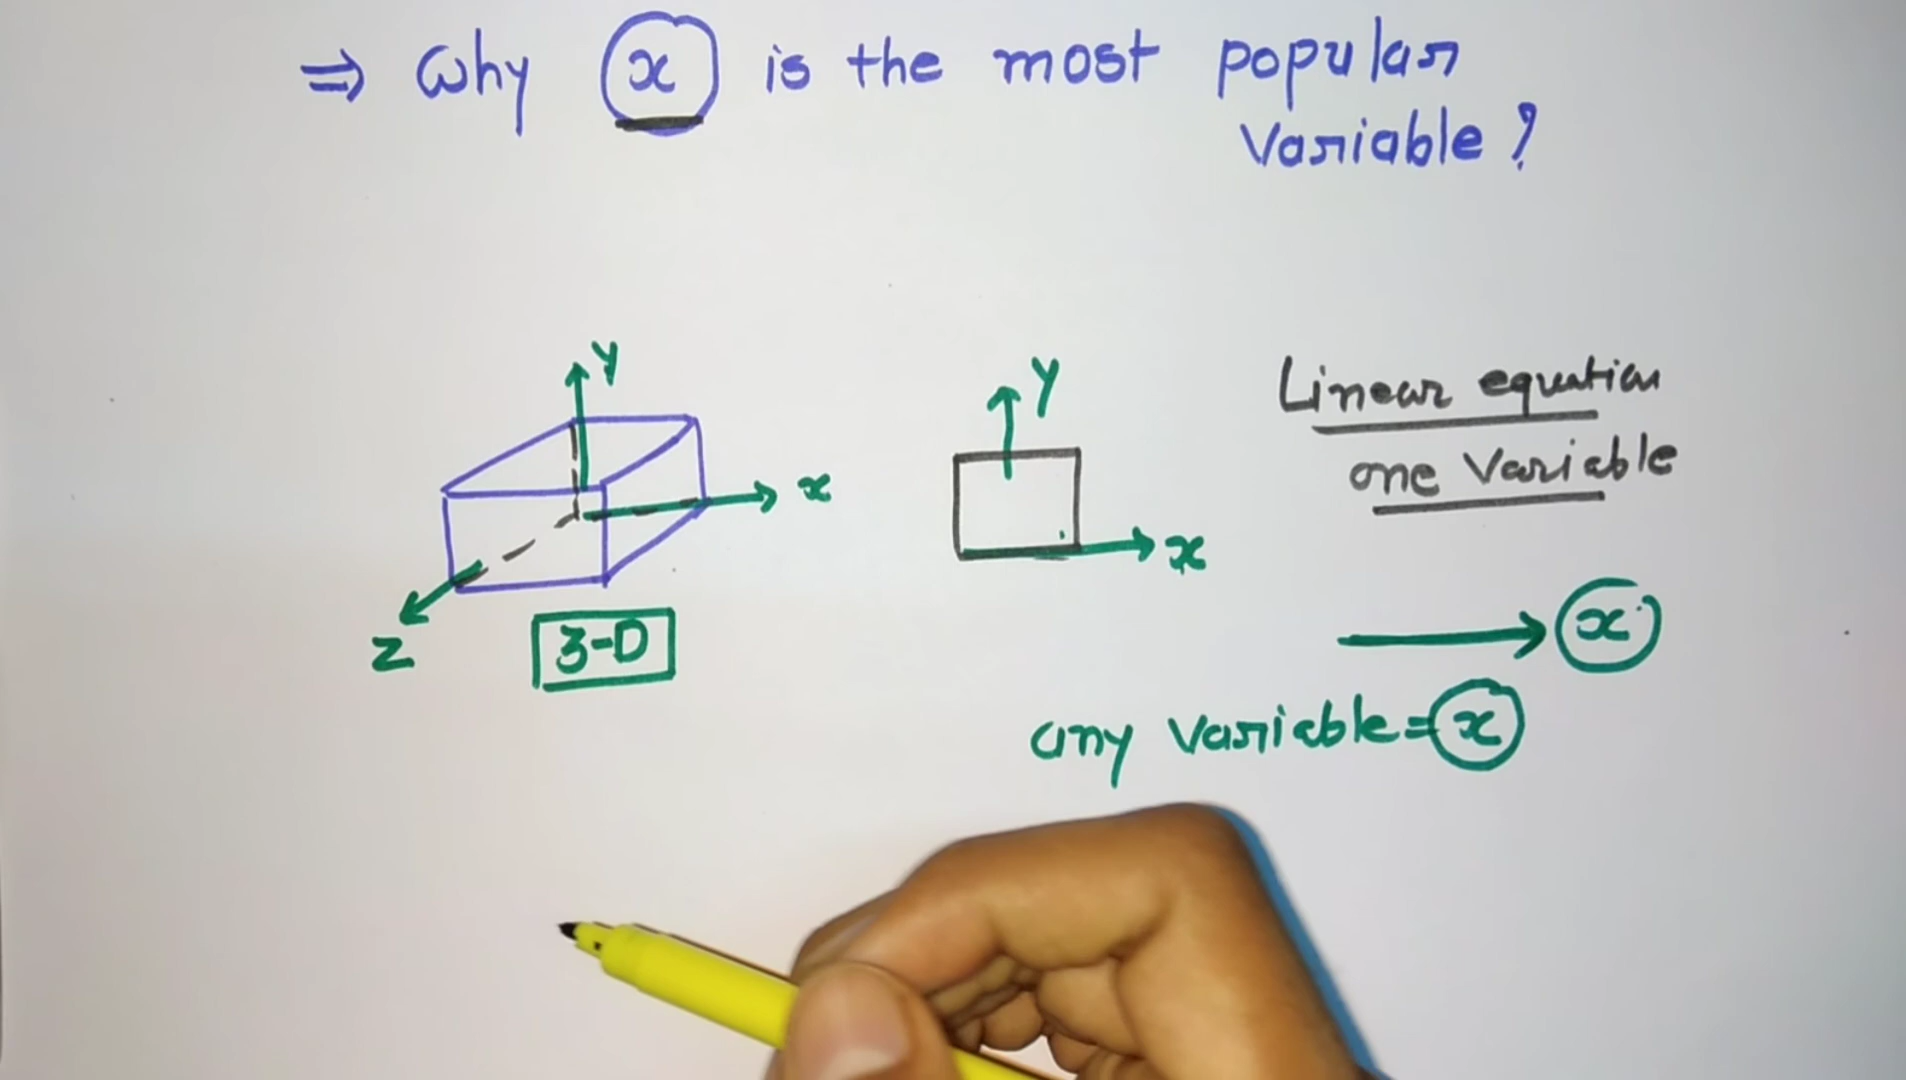 ⇒ Why x is the most popular
Variable ?
y
x
z
3-D
y
x
Linear equation
one Variable
x
any variable = x